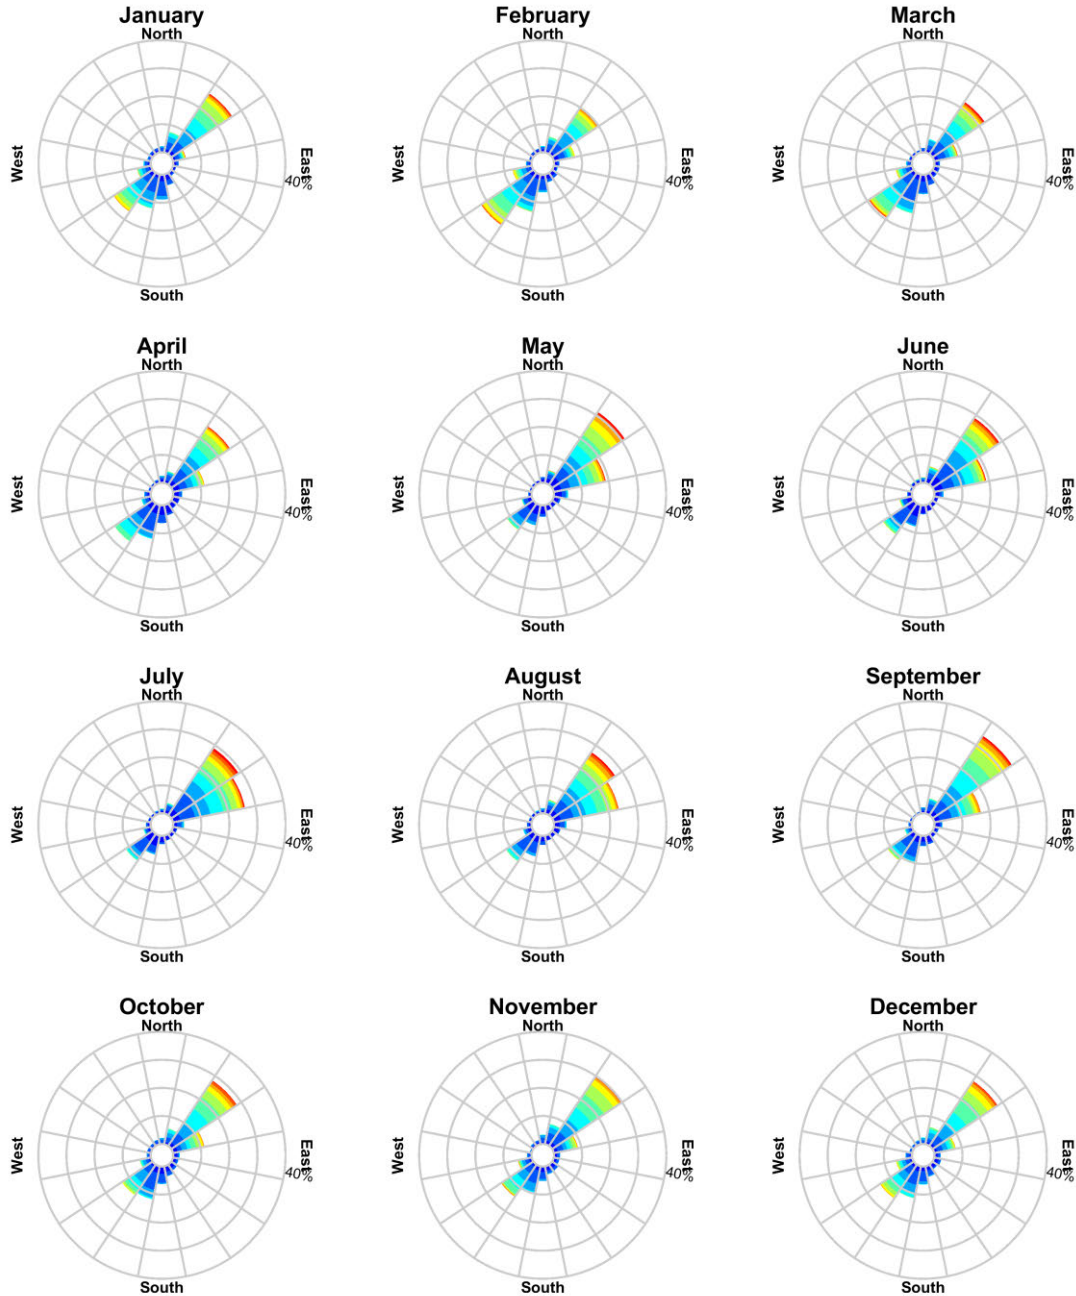 January February March
North North North
West East 40% West East 40% West East 40%
South South South
April May June
North North North
West East 40% West East 40% West East 40%
South South South
July August September
North North North
West East 40% West East 40% West East 40%
South South South
October November December
North North North
West East 40% West East 40% West East 40%
South South South